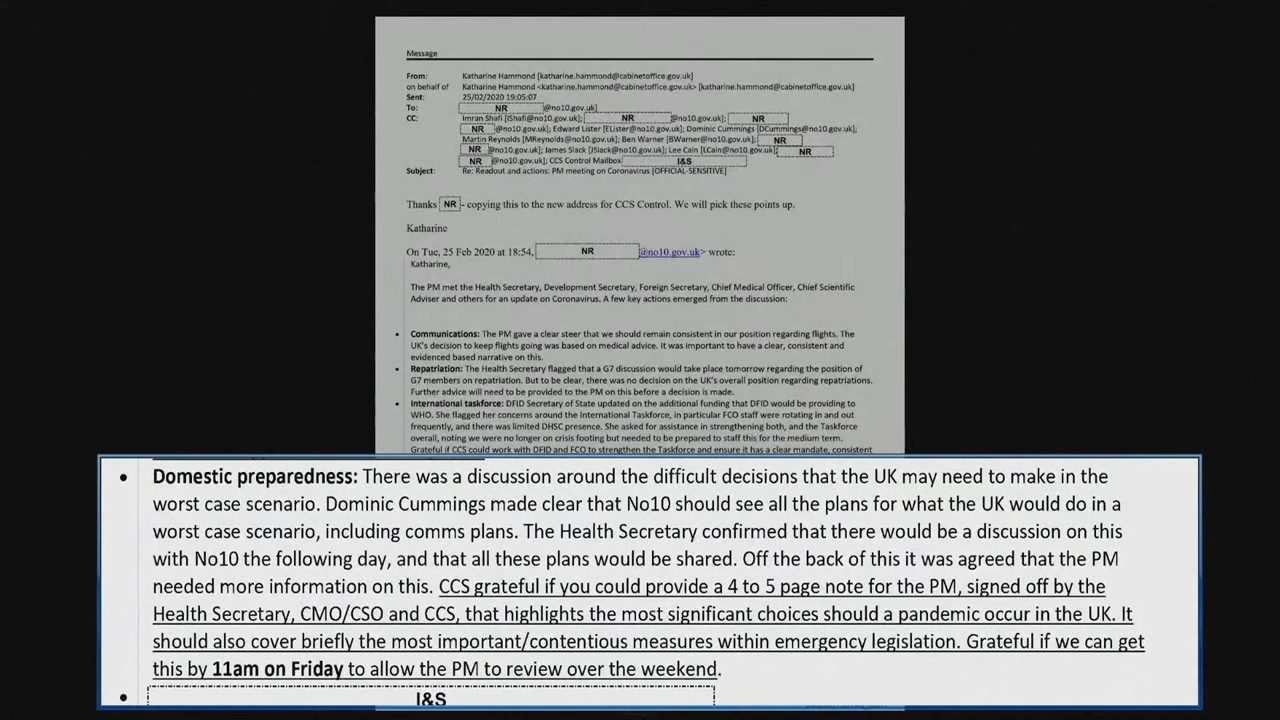 Message
From: Katharine Hammond [katharine.hammond@cabinetoffice.gov.uk]
on behalf of Katharine Hammond <katharine.hammond@cabinetoffice.gov.uk> [katharine.hammond@cabinetoffice.gov.uk]
Sent: 25/02/2020 19:05:07
To: NR @no10.gov.uk]
CC: Imran Shafi [IShafi@no10.gov.uk]; NR @no10.gov.uk]; NR
NR @no10.gov.uk]; Edward Lister [ELister@no10.gov.uk]; Dominic Cummings [DCummings@no10.gov.uk];
Martin Reynolds [MReynolds@no10.gov.uk]; Ben Warner [BWarner@no10.gov.uk]; NR
NR @no10.gov.uk]; James Slack [JSlack@no10.gov.uk]; Lee Cain [LCain@no10.gov.uk]; NR
NR @no10.gov.uk]; CCS Control Mailbox I&S
Subject: Re: Readout and actions: PM meeting on Coronavirus [OFFICIAL-SENSITIVE]
Thanks NR - copying this to the new address for CCS Control. We will pick these points up.
Katharine
On Tue, 25 Feb 2020 at 18:54, NR @no10.gov.uk> wrote:
Katharine,
The PM met the Health Secretary, Development Secretary, Foreign Secretary, Chief Medical Officer, Chief Scientific
Adviser and others for an update on Coronavirus. A few key actions emerged from the discussion:
• Communications: The PM gave a clear steer that we should remain consistent in our position regarding flights. The
UK's decision to keep flights going was based on medical advice. It was important to have a clear, consistent and
evidenced based narrative on this.
• Repatriation: The Health Secretary flagged that a G7 discussion would take place tomorrow regarding the position of
G7 members on repatriation. But to be clear, there was no decision on the UK's overall position regarding repatriations.
Further advice will need to be provided to the PM on this before a decision is made.
• International taskforce: DFID Secretary of State updated on the additional funding that DFID would be providing to
WHO. She flagged her concerns around the International Taskforce, in particular FCO staff were rotating in and out
frequently, and there was limited DHSC presence. She asked for assistance in strengthening both, and the Taskforce
overall, noting we were no longer on crisis footing but needed to be prepared to staff this for the medium term.
Grateful if CCS could work with DFID and FCO to strengthen the Taskforce and ensure it has a clear mandate, consistent
• Domestic preparedness: There was a discussion around the difficult decisions that the UK may need to make in the
worst case scenario. Dominic Cummings made clear that No10 should see all the plans for what the UK would do in a
worst case scenario, including comms plans. The Health Secretary confirmed that there would be a discussion on this
with No10 the following day, and that all these plans would be shared. Off the back of this it was agreed that the PM
needed more information on this. CCS grateful if you could provide a 4 to 5 page note for the PM, signed off by the
Health Secretary, CMO/CSO and CCS, that highlights the most significant choices should a pandemic occur in the UK. It
should also cover briefly the most important/contentious measures within emergency legislation. Grateful if we can get
this by 11am on Friday to allow the PM to review over the weekend.
• I&S